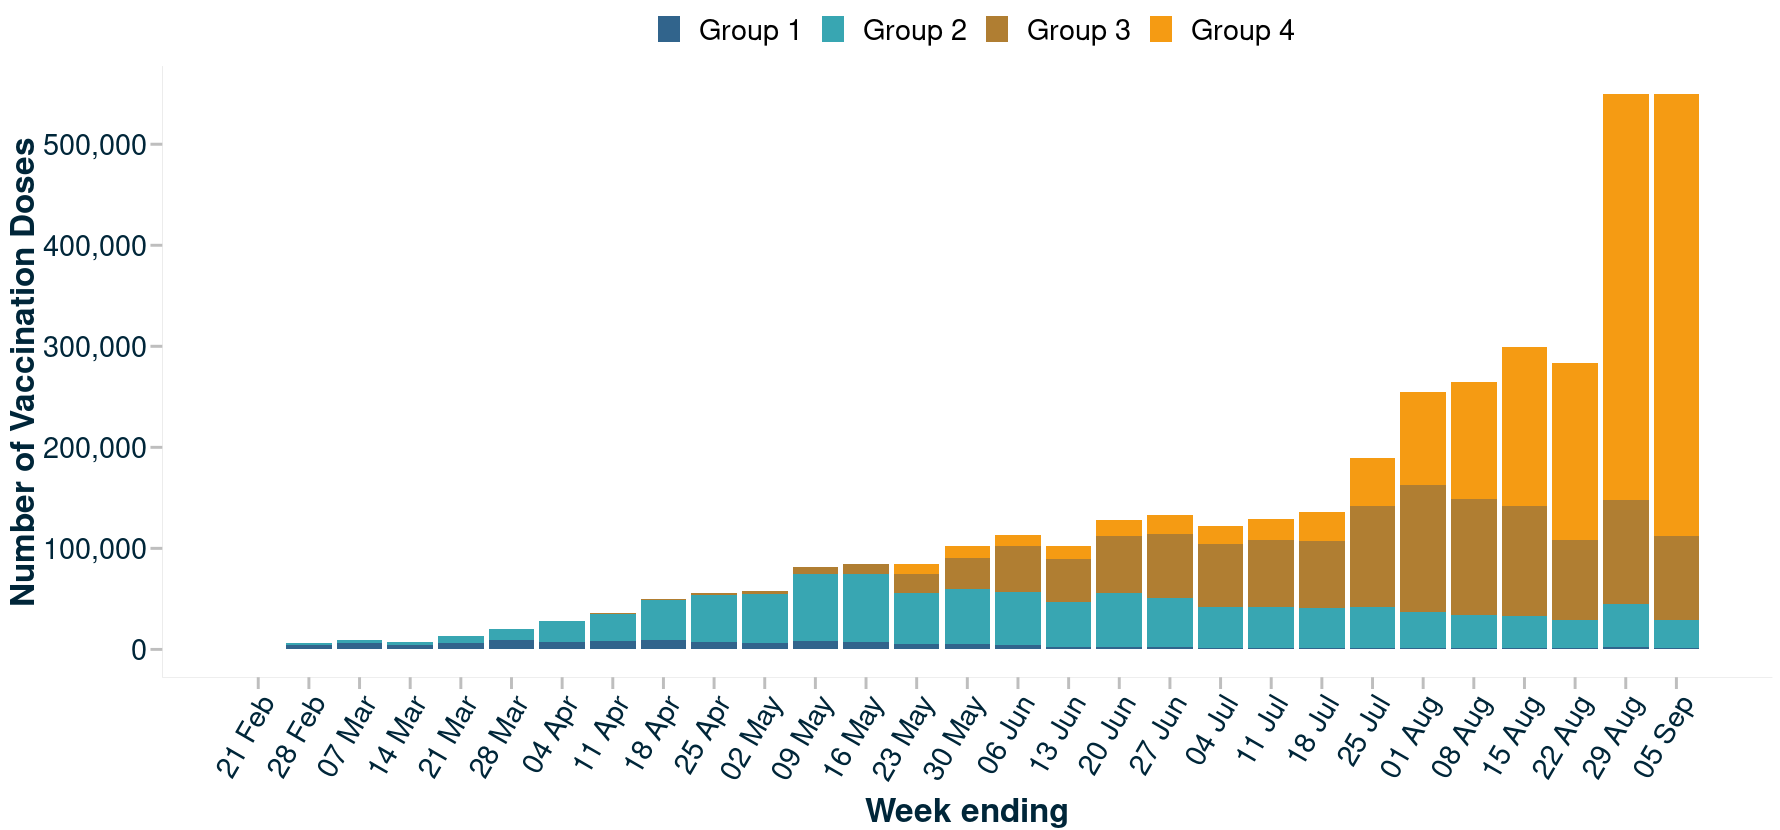 Group 1 Group 2 Group 3 Group 4
Number of Vaccination Doses
500,000
400,000
300,000
200,000
100,000
0
21 Feb 28 Feb 07 Mar 14 Mar 21 Mar 28 Mar 04 Apr 11 Apr 18 Apr 25 Apr 02 May 09 May 16 May 23 May 30 May 06 Jun 13 Jun 20 Jun 27 Jun 04 Jul 11 Jul 18 Jul 25 Jul 01 Aug 08 Aug 15 Aug 22 Aug 29 Aug 05 Sep
Week ending